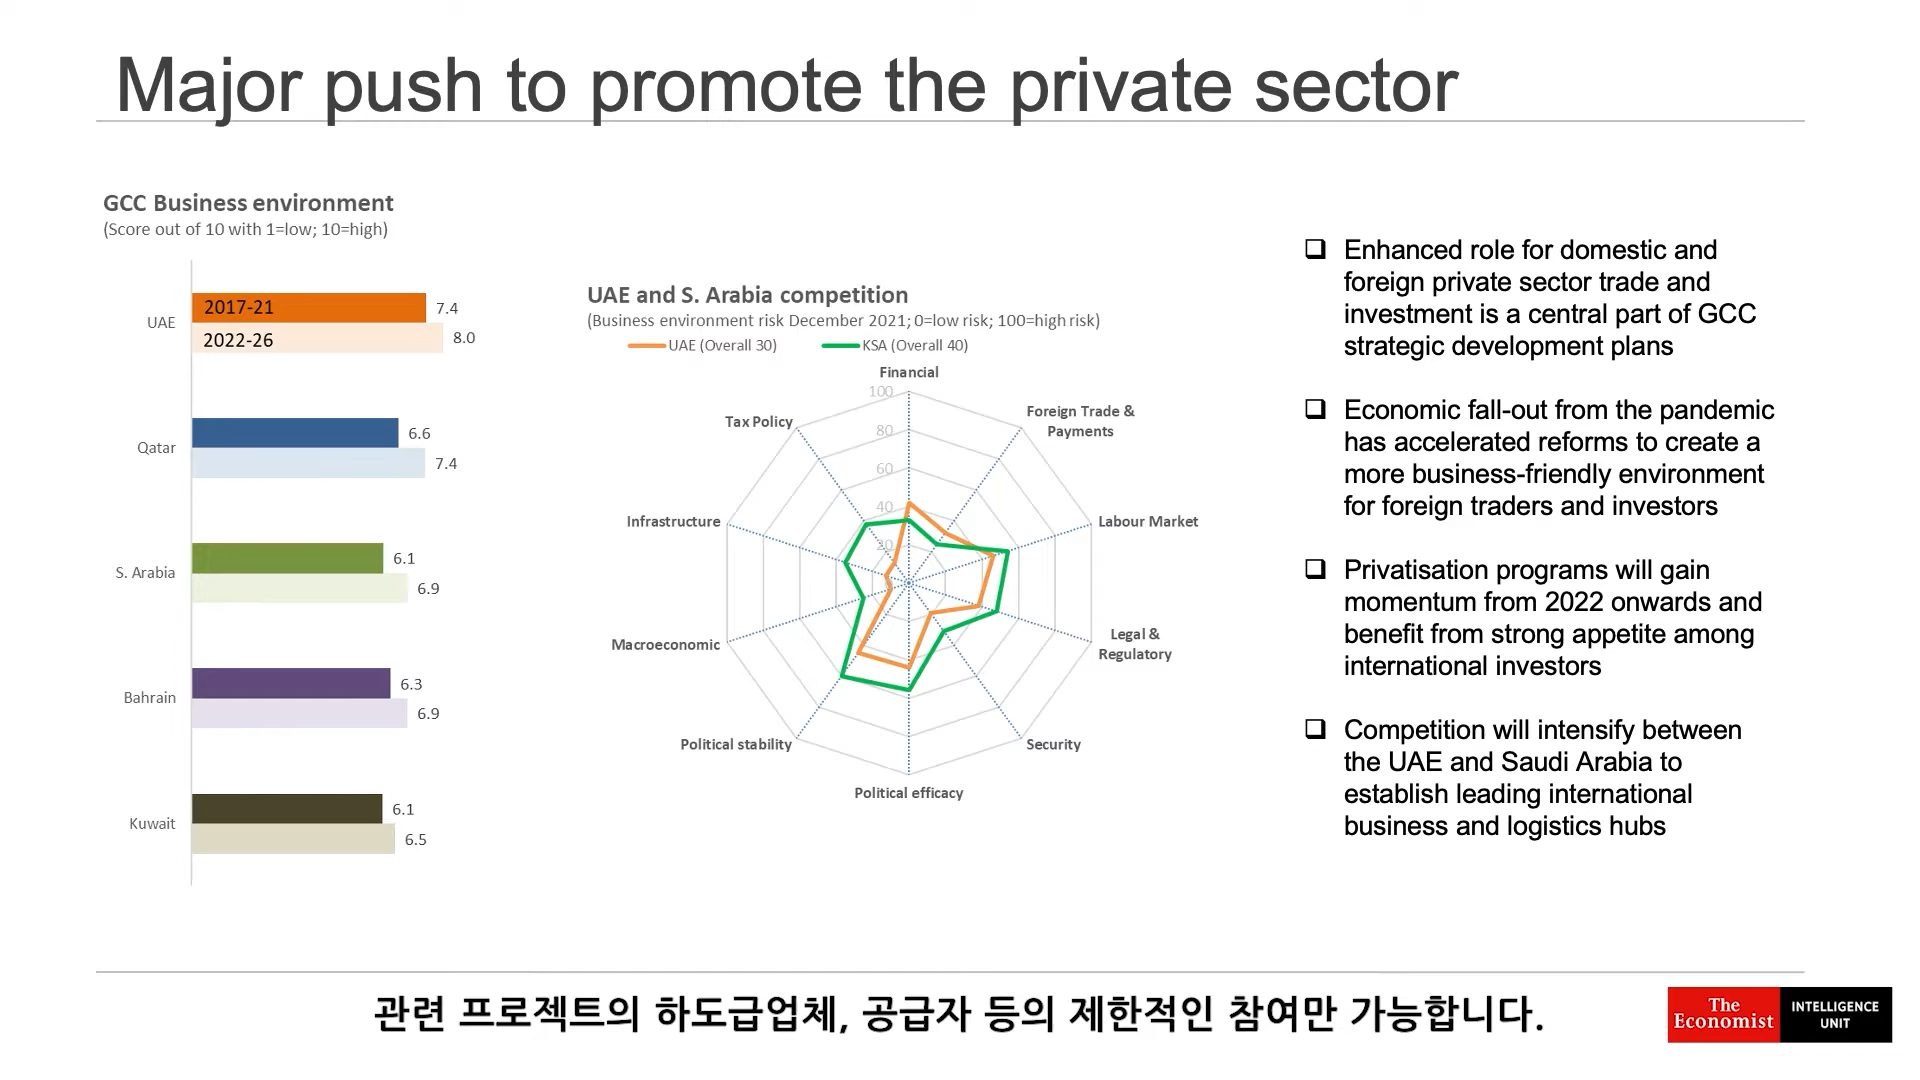 Major push to promote the private sector
GCC Business environment
(Score out of 10 with 1=low; 10=high)
UAE
2017-21
7.4
2022-26
8.0
Qatar
6.6
7.4
S. Arabia
6.1
6.9
Bahrain
6.3
6.9
Kuwait
6.1
6.5
UAE and S. Arabia competition
(Business environment risk December 2021; 0=low risk; 100=high risk)
UAE (Overall 30)
KSA (Overall 40)
Financial
Foreign Trade &
Payments
Labour Market
Legal &
Regulatory
Security
Political efficacy
Political stability
Macroeconomic
Infrastructure
Tax Policy
100
80
60
40
20
Enhanced role for domestic and
foreign private sector trade and
investment is a central part of GCC
strategic development plans
Economic fall-out from the pandemic
has accelerated reforms to create a
more business-friendly environment
for foreign traders and investors
Privatisation programs will gain
momentum from 2022 onwards and
benefit from strong appetite among
international investors
Competition will intensify between
the UAE and Saudi Arabia to
establish leading international
business and logistics hubs
관련 프로젝트의 하도급업체, 공급자 등의 제한적인 참여만 가능합니다.
The
Economist
INTELLIGENCE
UNIT